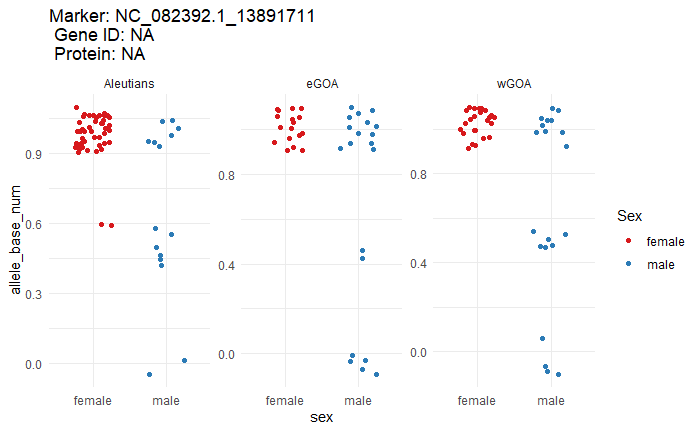 Marker: NC_082392.1_13891711
Gene ID: NA
Protein: NA
Aleutians
eGOA
wGOA
allele_base_num
0.9
0.6
0.3
0.0
0.8
0.4
0.0
0.8
0.4
0.0
female
male
female
male
female
male
sex
Sex
female
male